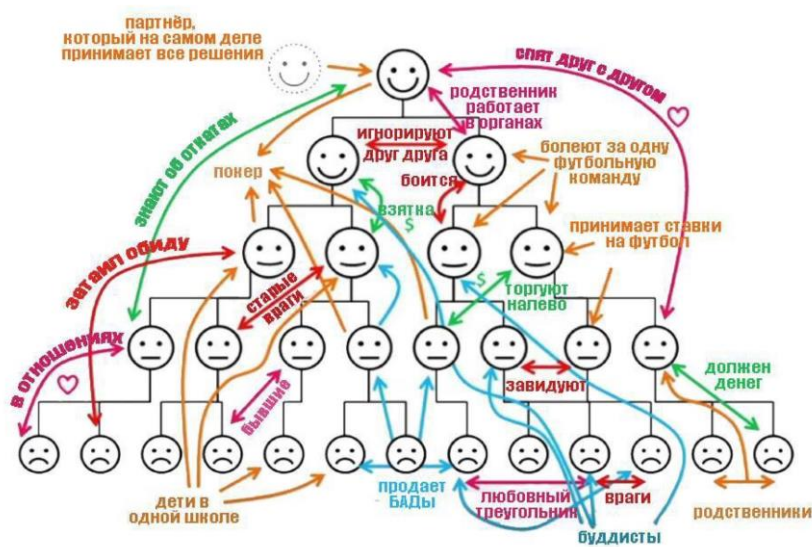 партнёр,
который на самом деле
принимает все решения
спят друг с другом
родственник
работает
в органах
игнорируют
друг друга
знают об откатах
покер
боится
болеют за одну
футбольную
команду
взятка
$
принимает ставки
на футбол
затаил обиду
старые
враги
$
торгуют
налево
в отношениях
бывшие
завидуют
должен
денег
дети в
одной школе
продает
БАДы
любовный
треугольник
враги
родственники
буддисты